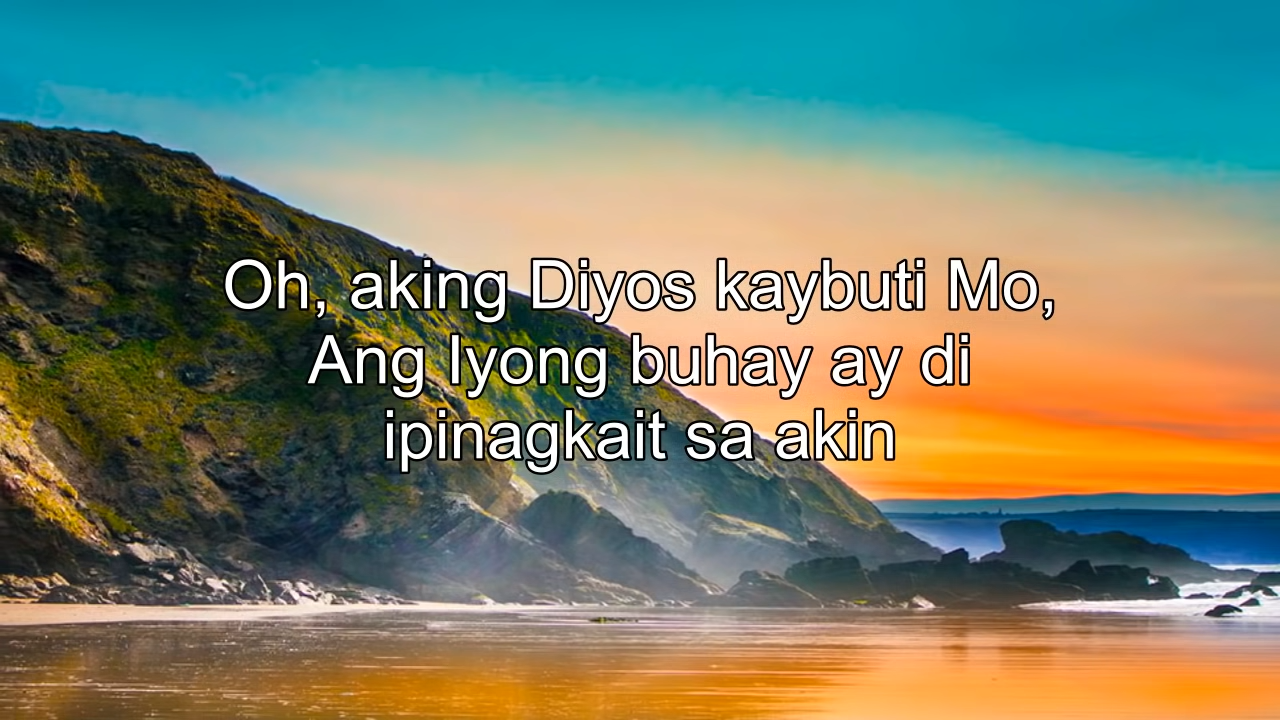 Oh, aking Diyos kaybuti Mo,
Ang Iyong buhay ay di
ipinagkait sa akin